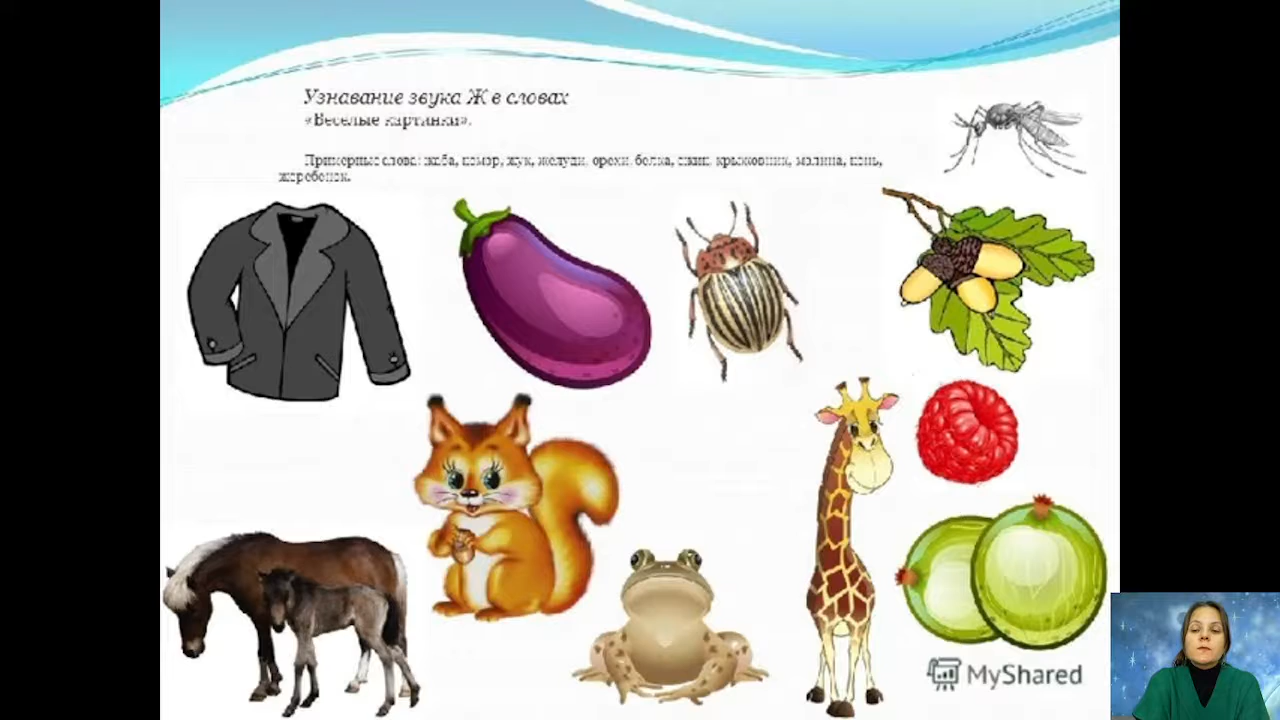 Узнавание звука Ж в словах
«Веселые картинки».
Примерные слова: жаба, комар, жук, желуди, орехи, белка, ежик, крыжовник, малина, конь,
жеребенок.
MyShared